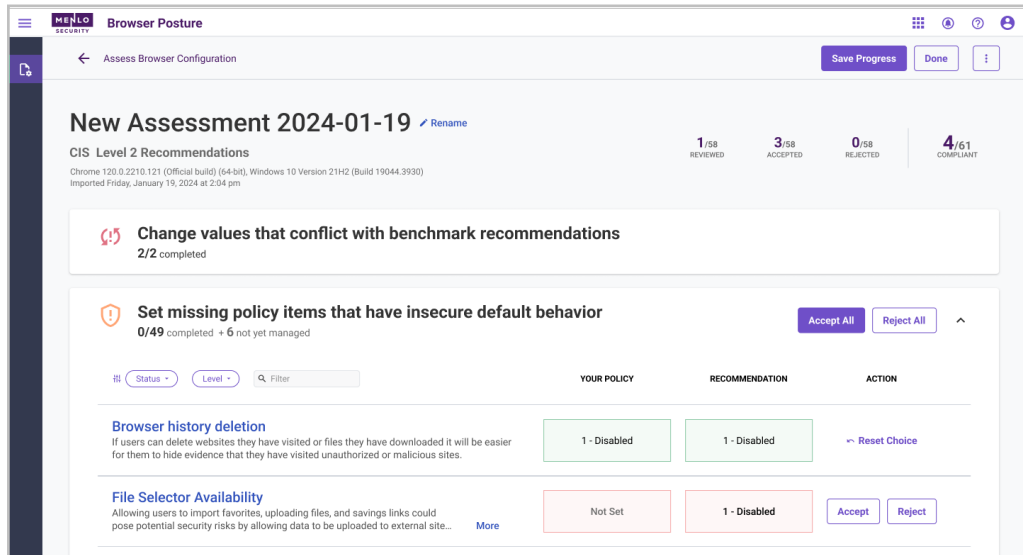 MENLO
SECURITY
Browser Posture
Assess Browser Configuration
Save Progress
Done
New Assessment 2024-01-19
Rename
CIS Level 2 Recommendations
Chrome 120.0.2210.121 (Official build) (64-bit), Windows 10 Version 21H2 (Build 19044.3930)
Imported Friday, January 19, 2024 at 2:04 pm
1/58
REVIEWED
3/58
ACCEPTED
0/58
REJECTED
4/61
COMPLIANT
Change values that conflict with benchmark recommendations
2/2 completed
Set missing policy items that have insecure default behavior
0/49 completed + 6 not yet managed
Accept All
Reject All
Status
Level
Filter
YOUR POLICY
RECOMMENDATION
ACTION
Browser history deletion
If users can delete websites they have visited or files they have downloaded it will be easier
for them to hide evidence that they have visited unauthorized or malicious sites.
1 - Disabled
1 - Disabled
Reset Choice
File Selector Availability
Allowing users to import favorites, uploading files, and savings links could
pose potential security risks by allowing data to be uploaded to external site...
More
Not Set
1 - Disabled
Accept
Reject